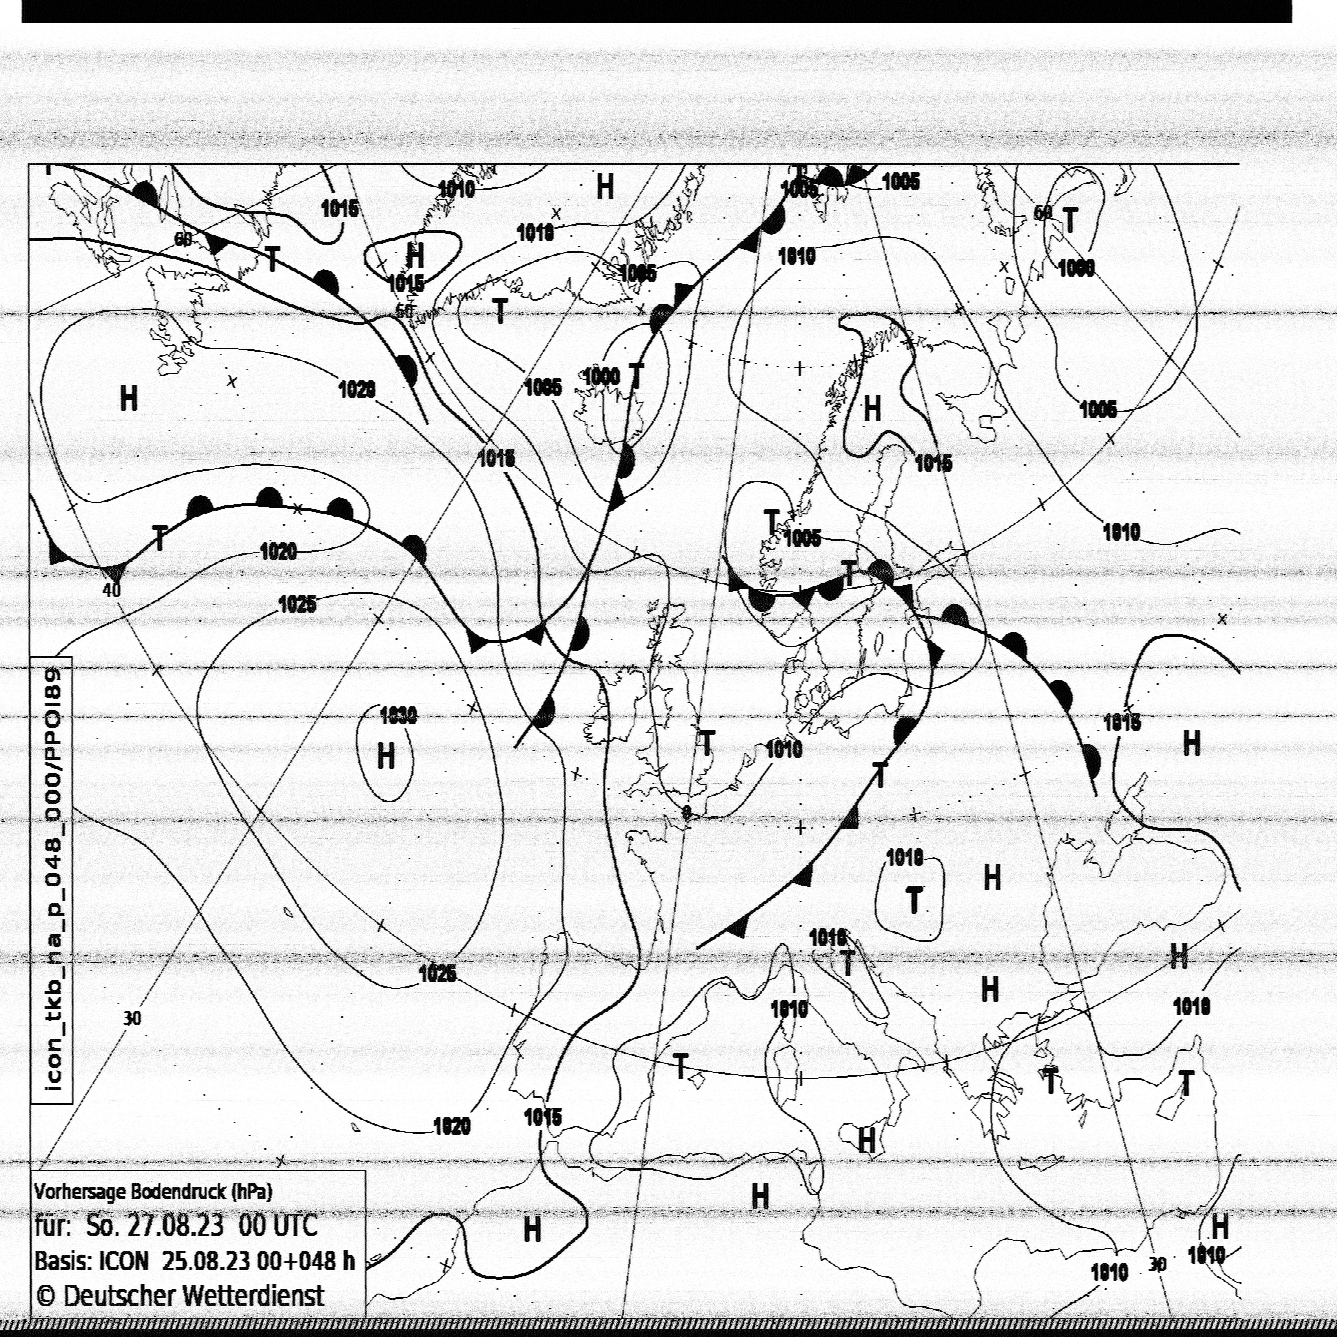 1010
H
1005
1005
1015
60
T
1010
H
T
1015
60
1005
1010
1000
T
1000
T
1005
H
1020
H
1005
1015
1015
T
1005
1010
T
1020
T
40
1025
1030
H
T
1010
T
1015
H
1010
T
H
1010
T
H
H
1025
1010
1010
30
T
T
T
1020
1015
H
H
H
H
1010
1010
30
icon_tkb_na_p_048_000/PPOI89
Vorhersage Bodendruck (hPa)
für: So. 27.08.23 00 UTC
Basis: ICON 25.08.23 00+048 h
© Deutscher Wetterdienst